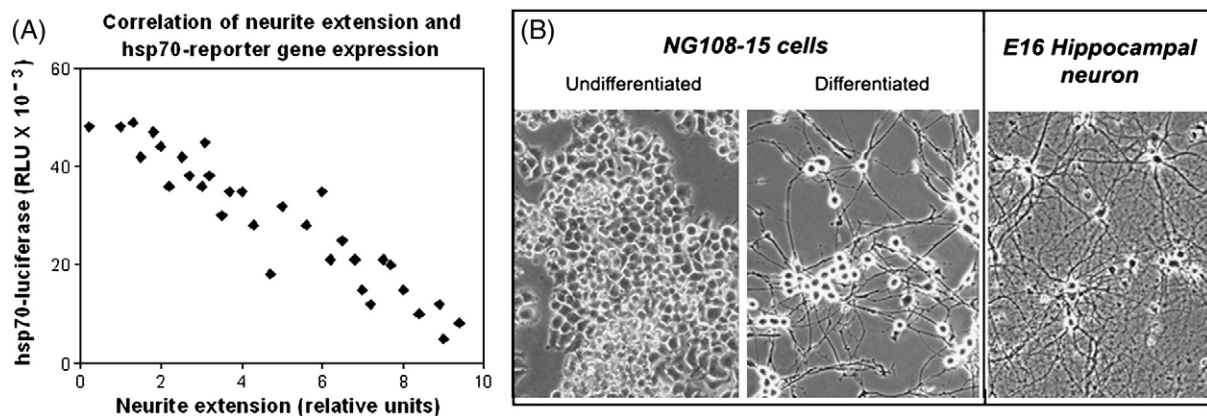 (A)
Correlation of neurite extension and
hsp70-reporter gene expression
hsp70-luciferase (RLU X 10⁻³)
60
40
20
0
0 2 4 6 8 10
Neurite extension (relative units)
(B)
NG108-15 cells
Undifferentiated Differentiated
E16 Hippocampal
neuron